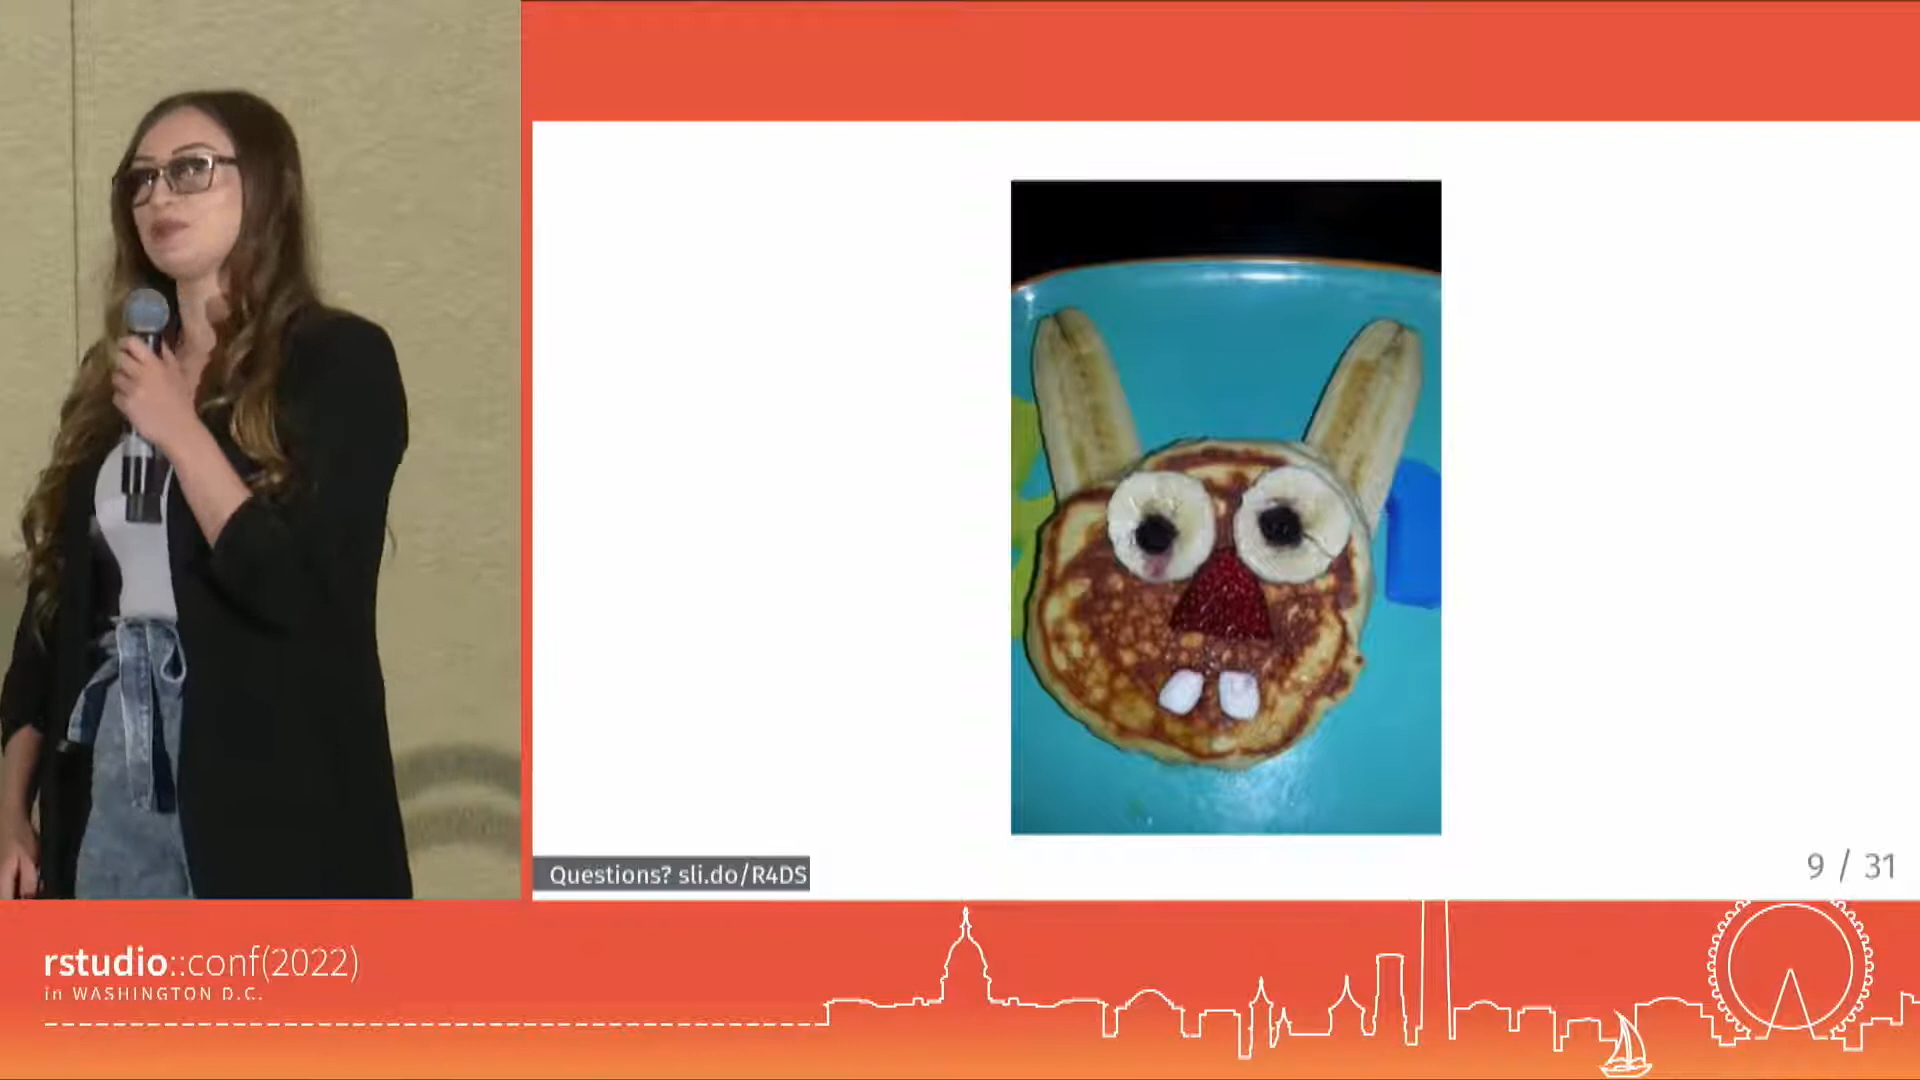 Questions? sli.do/R4DS
9 / 31
rstudio::conf(2022)
in WASHINGTON D.C.